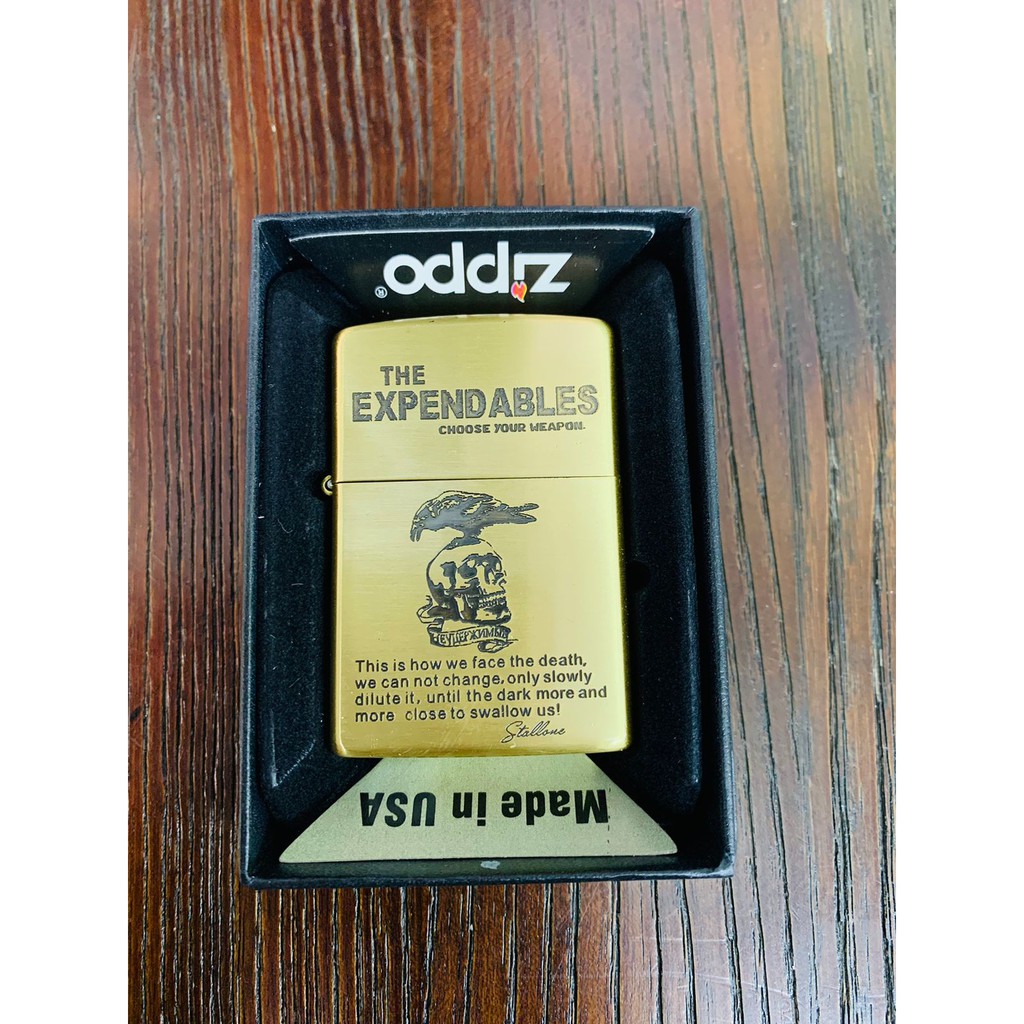 zippo®
THE
EXPENDABLES
CHOOSE YOUR WEAPON.
НЕУДЕРЖИМЫЕ
This is how we face the death,
we can not change, only slowly
dilute it, until the dark more and
more close to swallow us!
Stallone
Made in USA